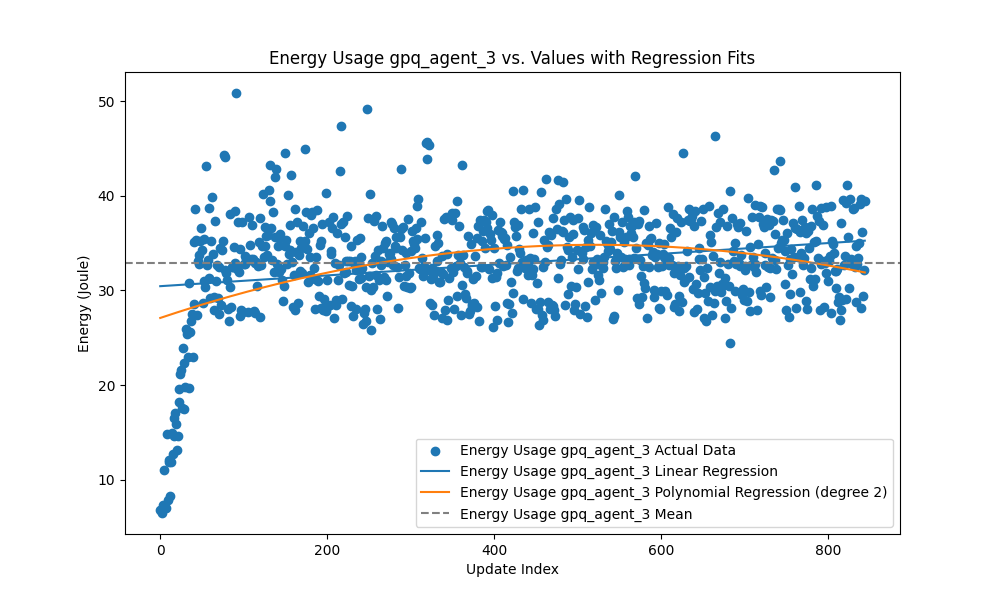 Energy Usage gpq_agent_3 vs. Values with Regression Fits
50
40
30
20
10
Energy (Joule)
0
200
400
600
800
Update Index
Energy Usage gpq_agent_3 Actual Data
Energy Usage gpq_agent_3 Linear Regression
Energy Usage gpq_agent_3 Polynomial Regression (degree 2)
Energy Usage gpq_agent_3 Mean